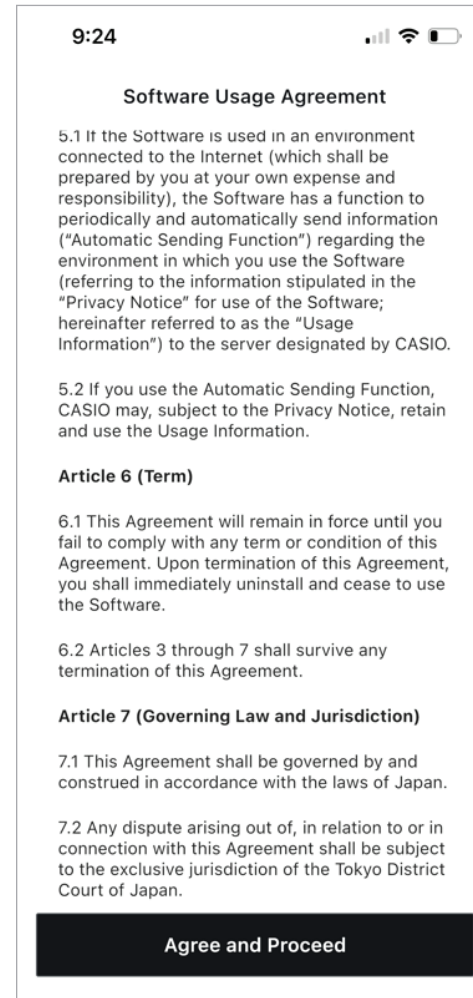 9:24
Software Usage Agreement
5.1 If the Software is used in an environment
connected to the Internet (which shall be
prepared by you at your own expense and
responsibility), the Software has a function to
periodically and automatically send information
(“Automatic Sending Function”) regarding the
environment in which you use the Software
(referring to the information stipulated in the
“Privacy Notice” for use of the Software;
hereinafter referred to as the “Usage
Information”) to the server designated by CASIO.
5.2 If you use the Automatic Sending Function,
CASIO may, subject to the Privacy Notice, retain
and use the Usage Information.
Article 6 (Term)
6.1 This Agreement will remain in force until you
fail to comply with any term or condition of this
Agreement. Upon termination of this Agreement,
you shall immediately uninstall and cease to use
the Software.
6.2 Articles 3 through 7 shall survive any
termination of this Agreement.
Article 7 (Governing Law and Jurisdiction)
7.1 This Agreement shall be governed by and
construed in accordance with the laws of Japan.
7.2 Any dispute arising out of, in relation to or in
connection with this Agreement shall be subject
to the exclusive jurisdiction of the Tokyo District
Court of Japan.
Agree and Proceed